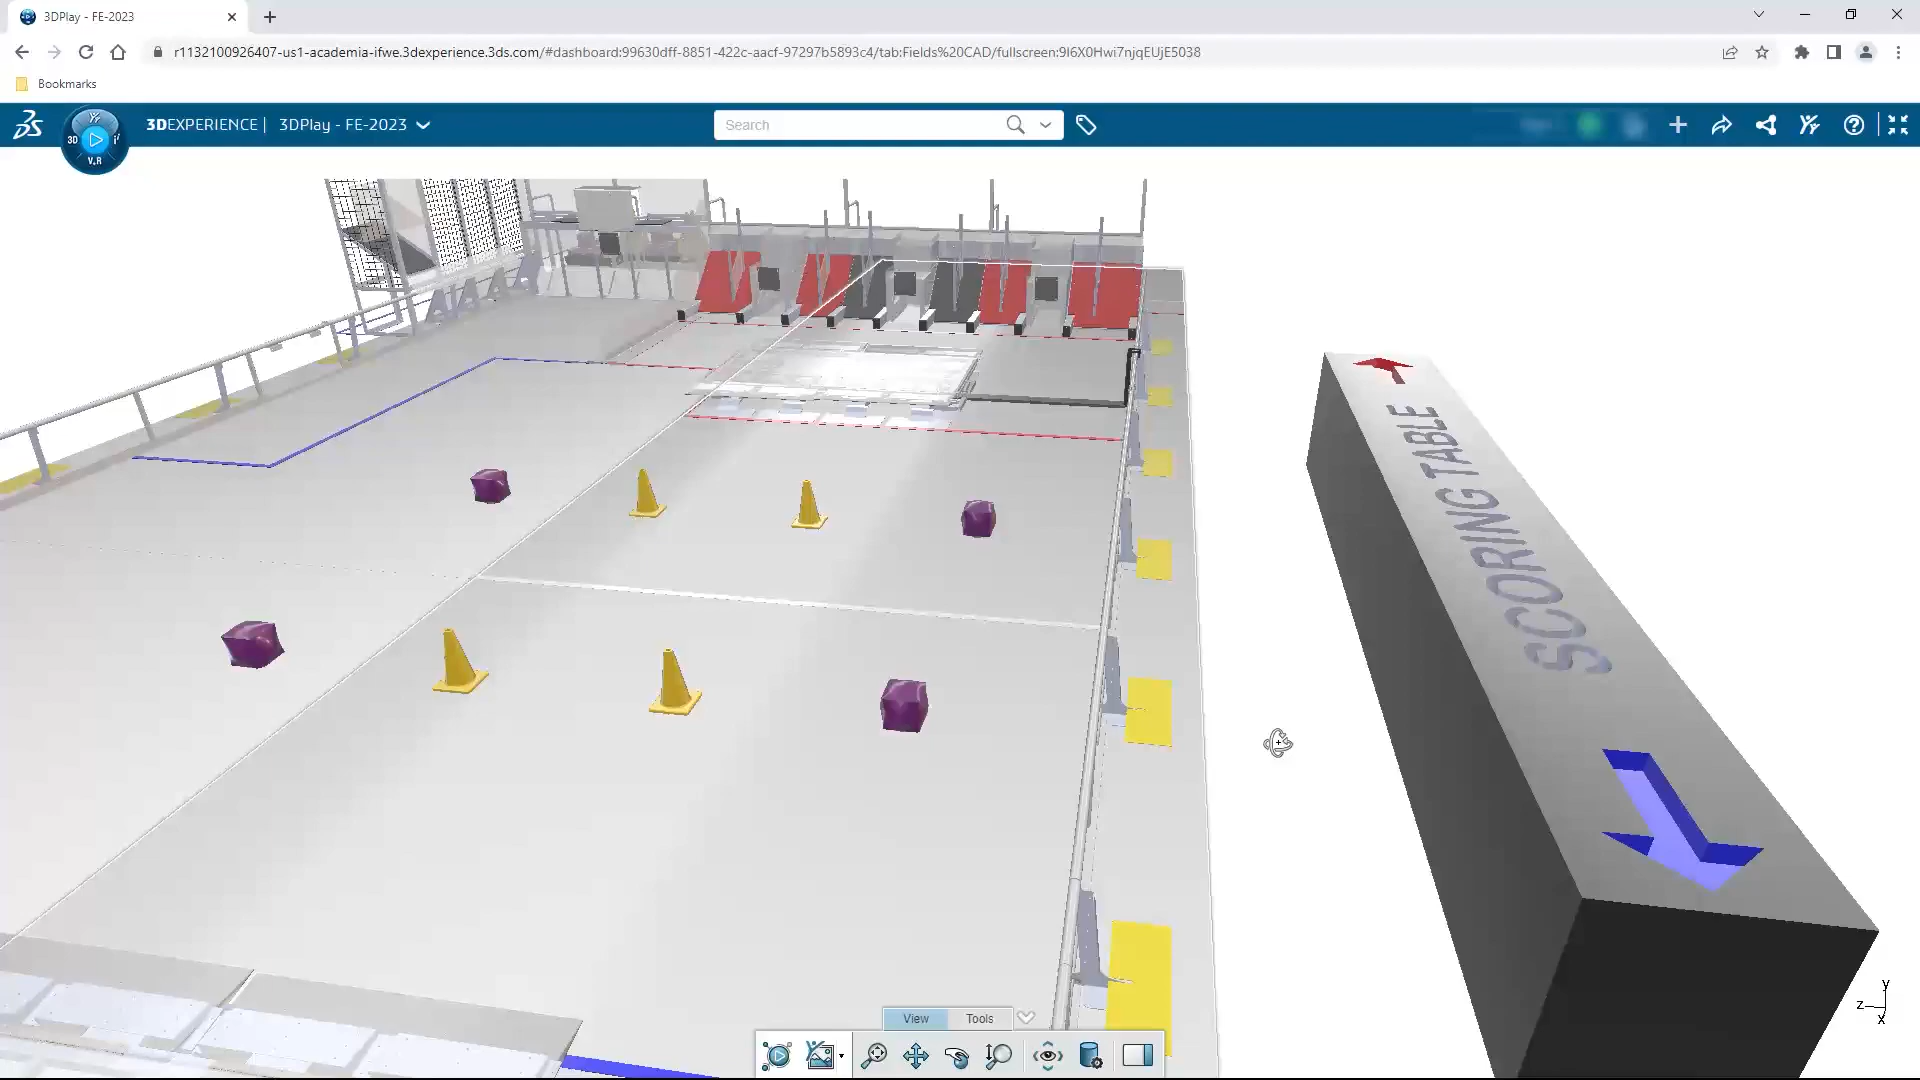 3DPlay - FE-2023
r1132100926407-us1-academia-ifwe.3dexperience.3ds.com/#dashboard:99630dff-8851-422c-aacf-97297b5893c4/tab:Fields%20CAD/fullscreen:9I6X0Hwi7njqEUjE5038
Bookmarks
3D V.R
3DEXPERIENCE | 3DPlay - FE-2023
Search
SCORING TABLE
View Tools
y
z
x